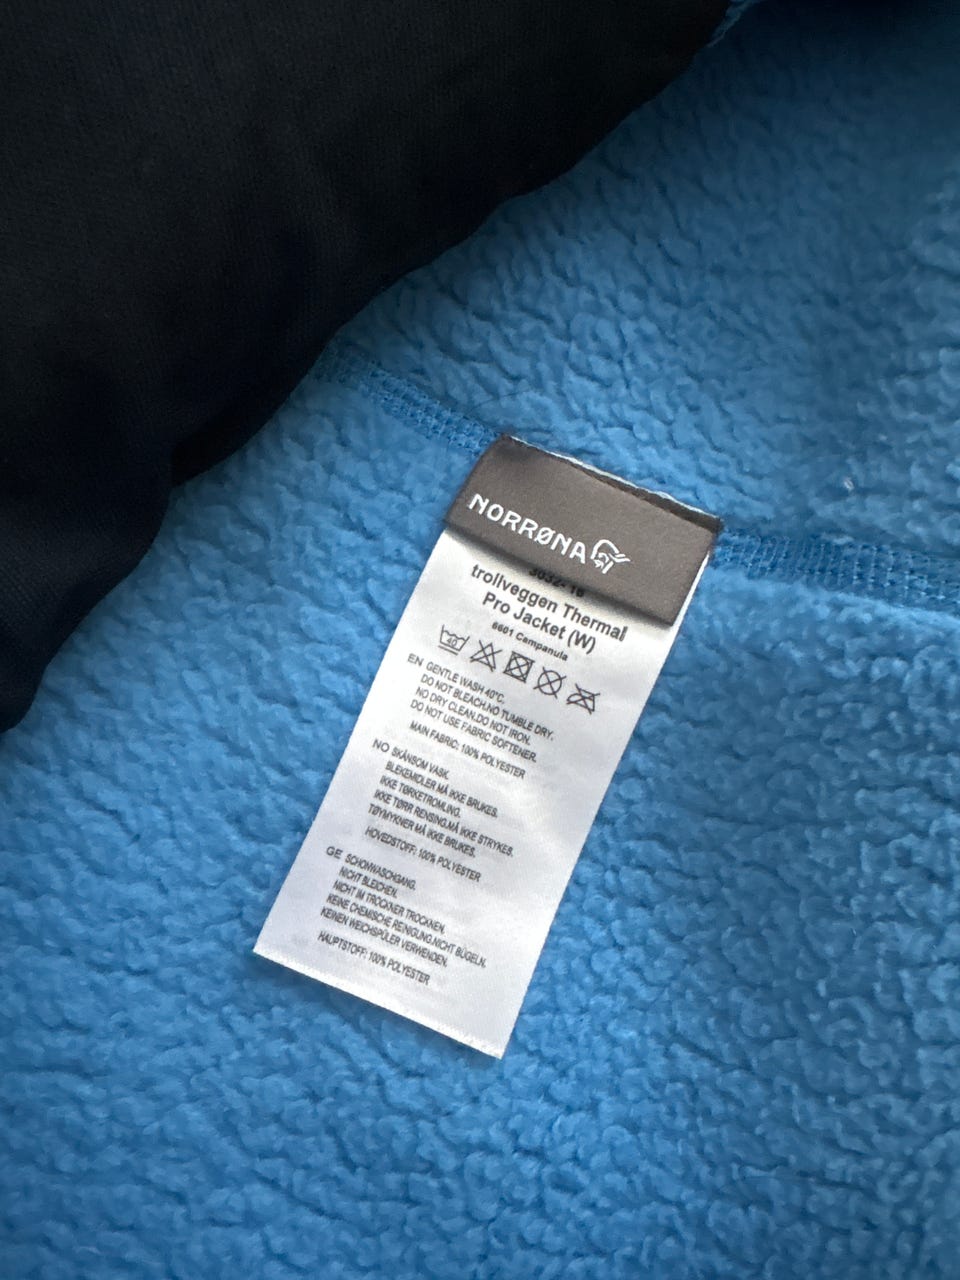 NORRØNA
trollveggen Thermal
Pro Jacket (W)
6601 Campanula
40
EN GENTLE WASH 40°C.
DO NOT BLEACH.NO TUMBLE DRY.
NO DRY CLEAN.DO NOT IRON.
DO NOT USE FABRIC SOFTENER.
MAIN FABRIC: 100% POLYESTER
NO SKÅNSOM VASK.
BLEKEMIDLER MÅ IKKE BRUKES.
IKKE TØRKETROMLING.
IKKE TØRR RENSING.MÅ IKKE STRYKES.
TØYMYKNER MÅ IKKE BRUKES.
HOVEDSTOFF: 100% POLYESTER
GE SCHONWASCHGANG.
NICHT BLEICHEN.
NICHT IM TROCKNER TROCKNEN.
KEINE CHEMISCHE REINIGUNG.NICHT BÜGELN.
KEINEN WEICHSPÜLER VERWENDEN.
HAUPTSTOFF: 100% POLYESTER